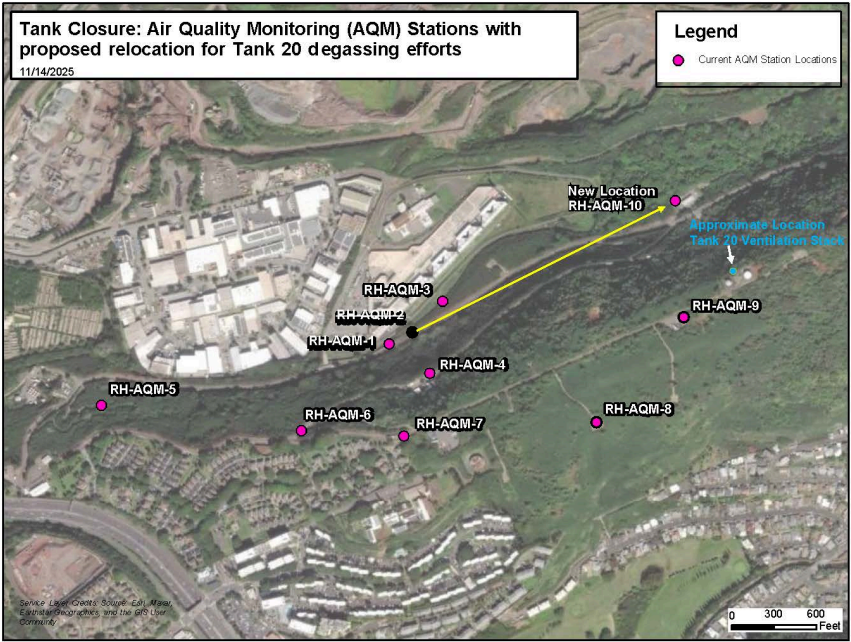 Tank Closure: Air Quality Monitoring (AQM) Stations with
proposed relocation for Tank 20 degassing efforts
11/14/2025
Legend
Current AQM Station Locations
New Location
RH-AQM-10
Approximate Location
Tank 20 Ventilation Stack
RH-AQM-3
RH-AQM-9
RH-AQM-2
RH-AQM-1
RH-AQM-4
RH-AQM-5
RH-AQM-6
RH-AQM-8
RH-AQM-7
Service Layer Credits: Source: Esri, Maxar,
Earthstar Geographics, and the GIS User
Community
0 300 600
Feet